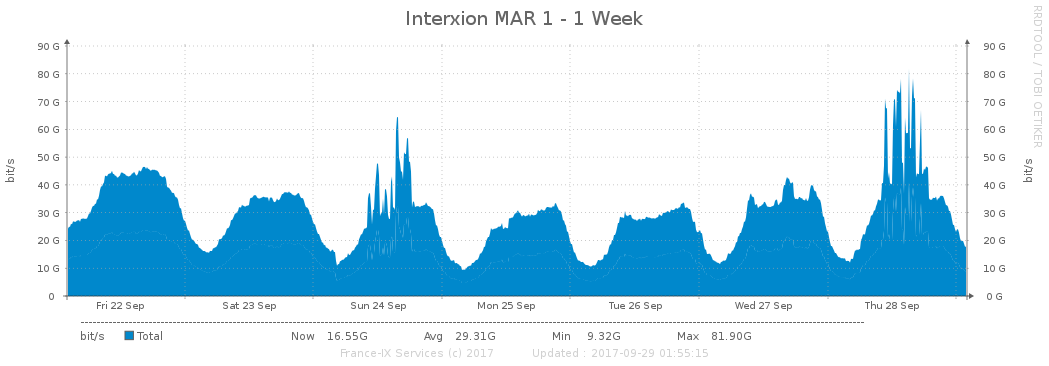 Interxion MAR 1 - 1 Week
RRDTOOL / TOBI OETIKER
90 G 90 G
80 G 80 G
70 G 70 G
60 G 60 G
50 G 50 G
bit/s bit/s
40 G 40 G
30 G 30 G
20 G 20 G
10 G 10 G
0 0 G
Fri 22 Sep Sat 23 Sep Sun 24 Sep Mon 25 Sep Tue 26 Sep Wed 27 Sep Thu 28 Sep
bit/s Total Now 16.55G Avg 29.31G Min 9.32G Max 81.90G
France-IX Services (c) 2017 Updated : 2017-09-29 01:55:15